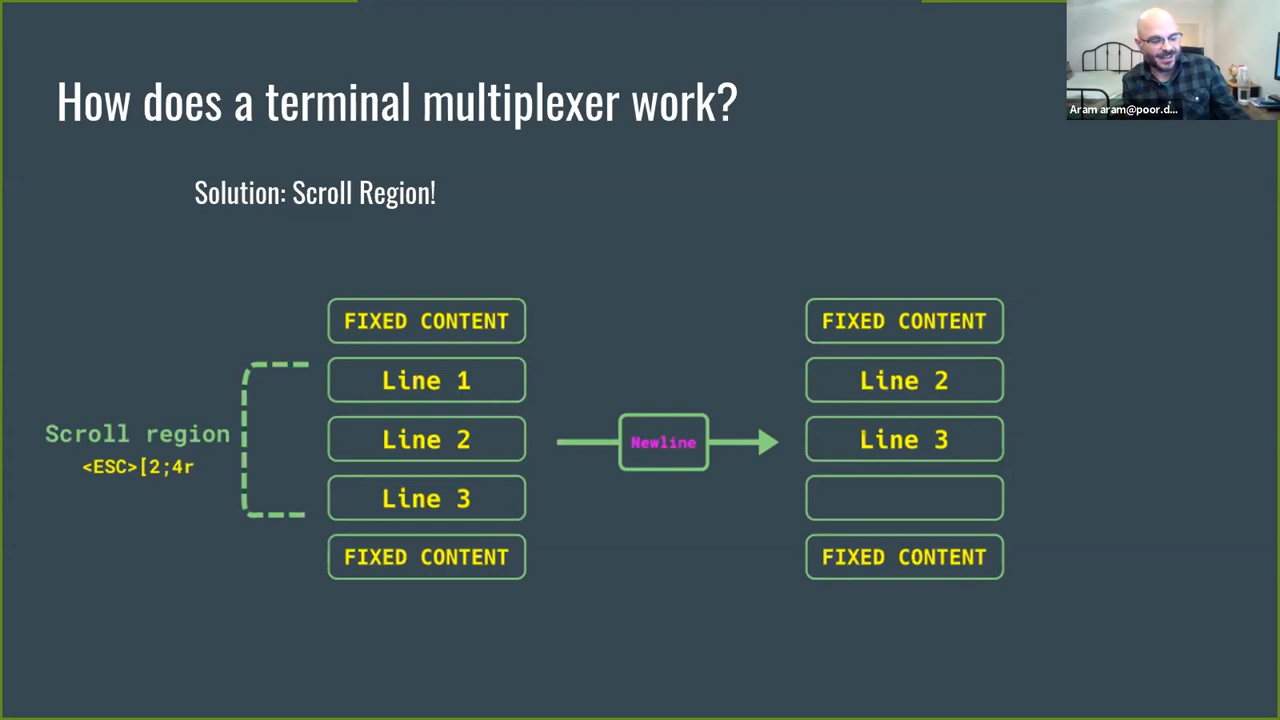 How does a terminal multiplexer work?
Aram aram@poor.d...
Solution: Scroll Region!
FIXED CONTENT
Line 1
Line 2
Line 3
FIXED CONTENT
Scroll region
<ESC>[2;4r
Newline
FIXED CONTENT
Line 2
Line 3
FIXED CONTENT